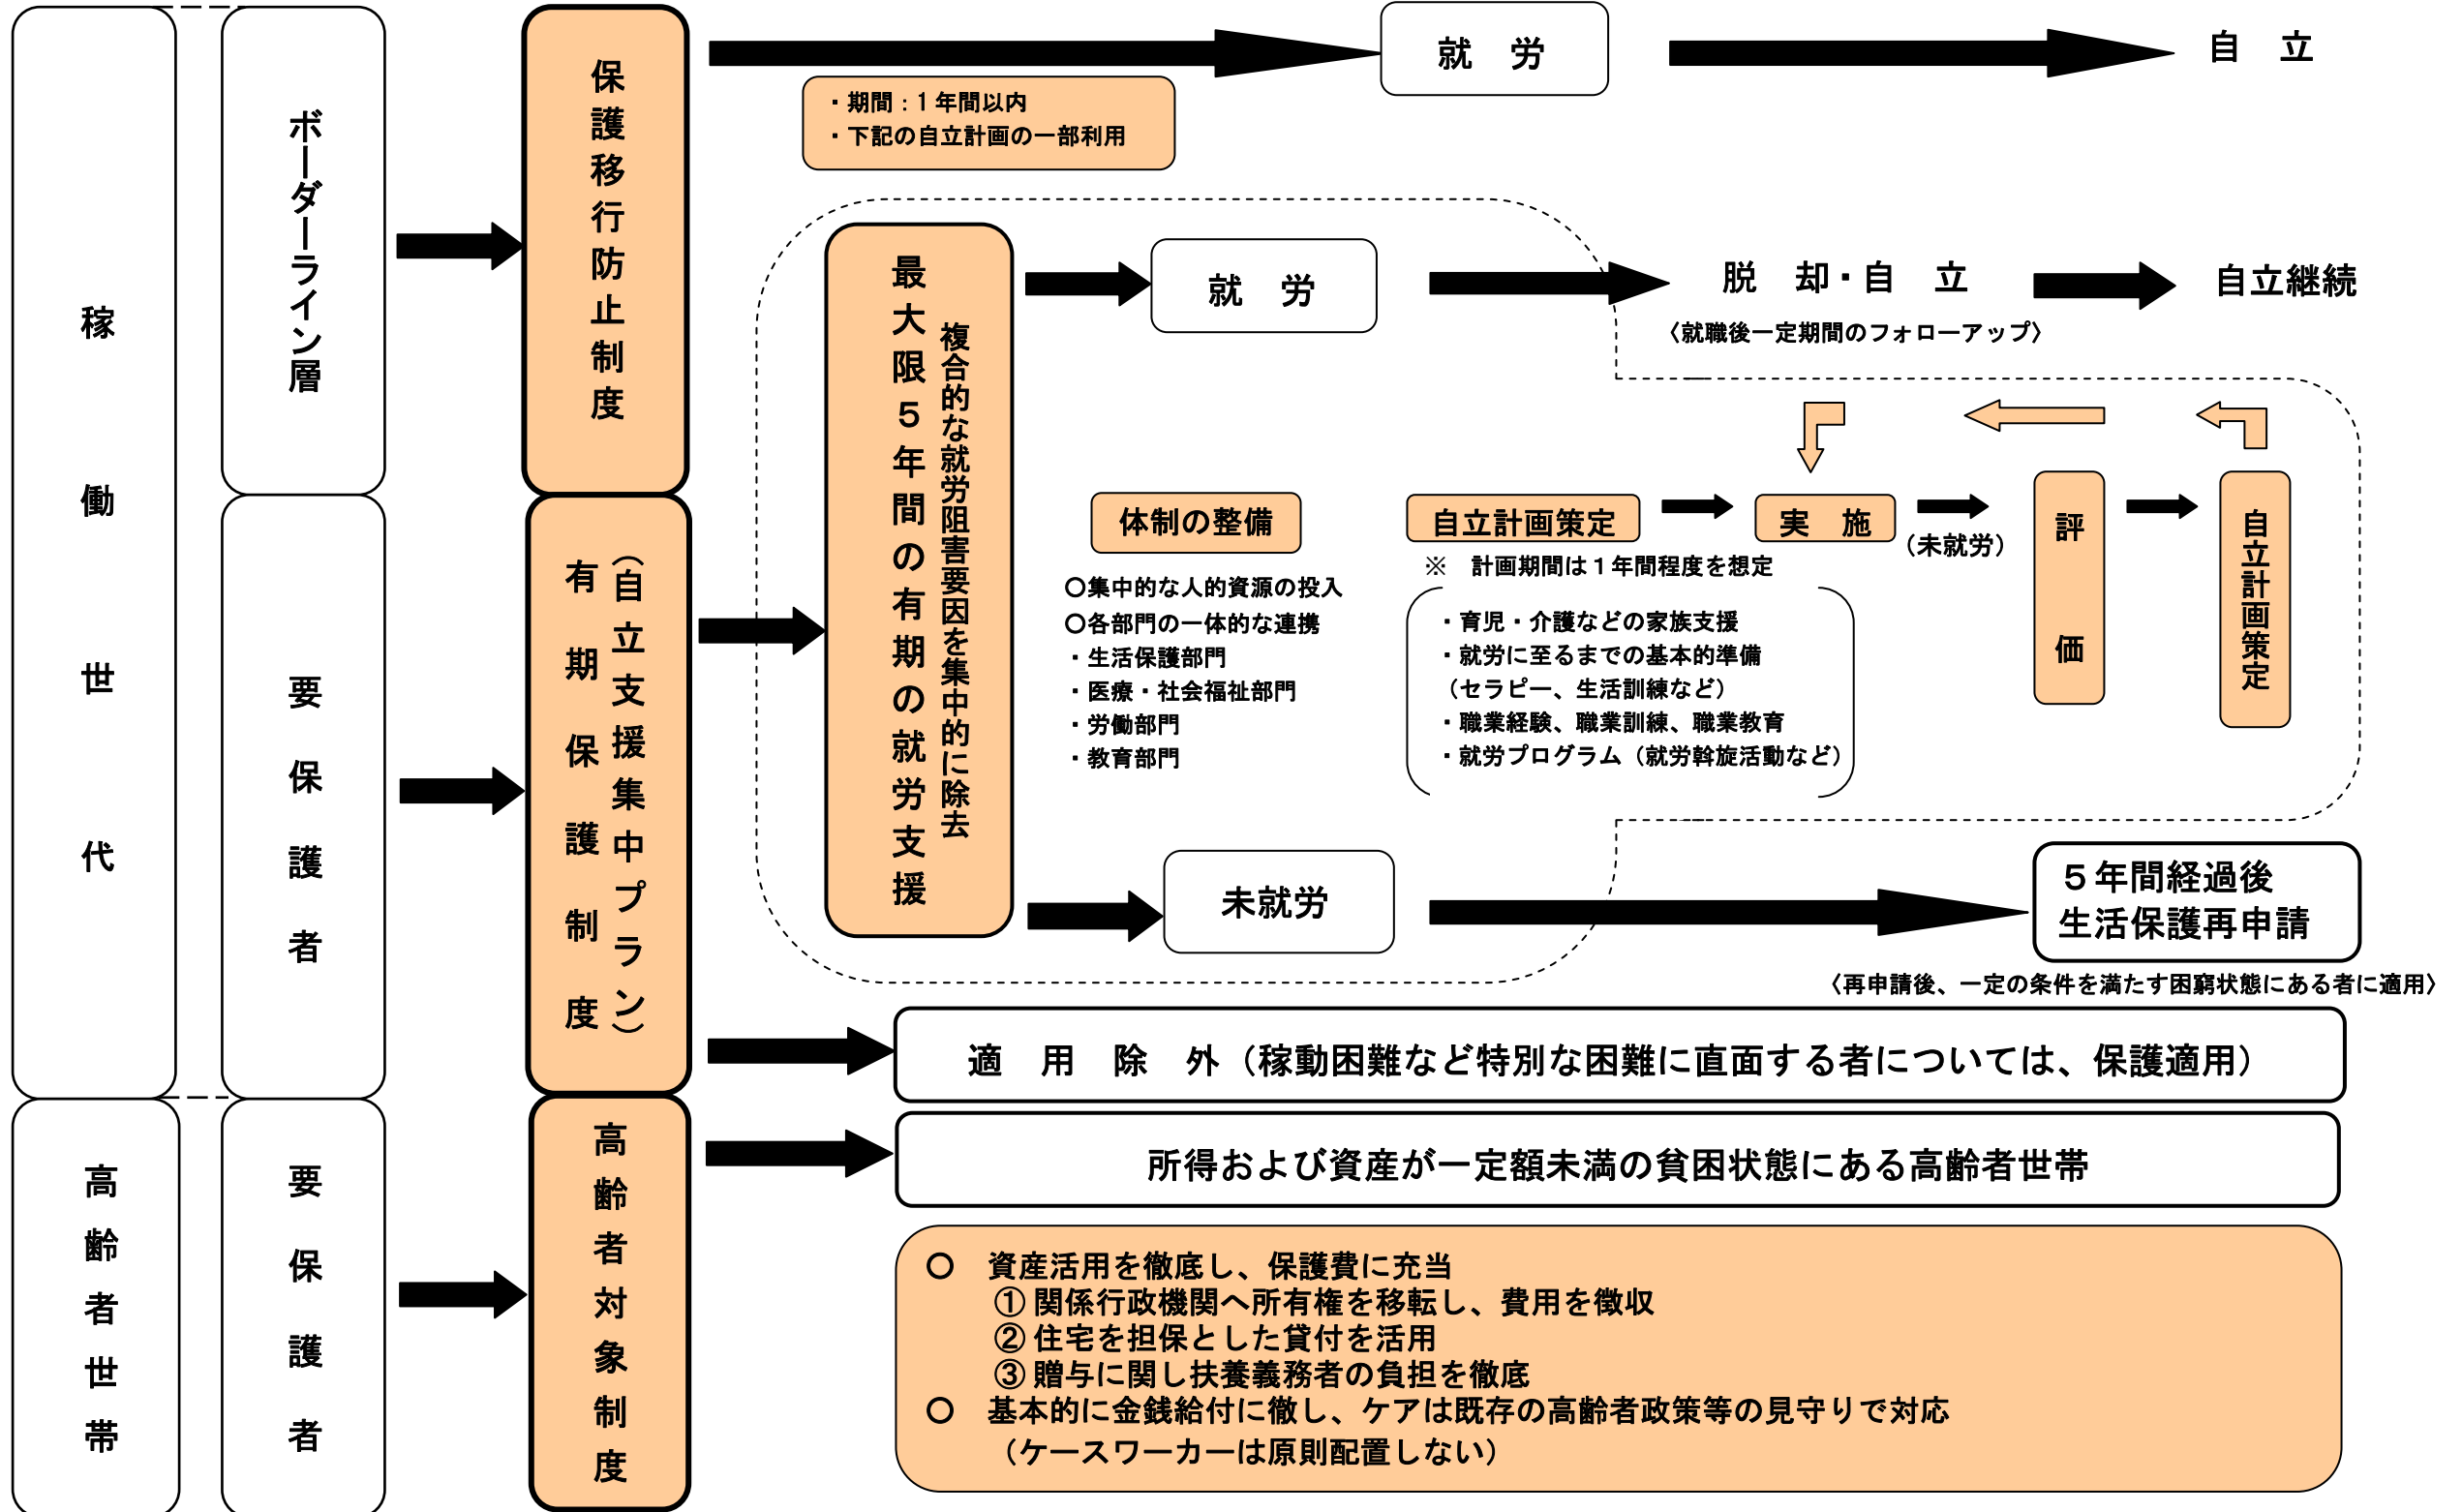 稼働世代
ボーダーライン層
要保護者
高齢者世帯
要保護者
保護移行防止制度
・期間：１年間以内
・下記の自立計画の一部利用
就　労
自　立
（自立支援集中プラン）
有期保護制度
最大限５年間の有期の就労支援
複合的な就労阻害要因を集中的に除去
就　労
脱　却・自　立
〈就職後一定期間のフォローアップ〉
自立継続
体制の整備
○集中的な人的資源の投入
○各部門の一体的な連携
・生活保護部門
・医療・社会福祉部門
・労働部門
・教育部門
自立計画策定
※　計画期間は１年間程度を想定
・育児・介護などの家族支援
・就労に至るまでの基本的準備
（セラピー、生活訓練など）
・職業経験、職業訓練、職業教育
・就労プログラム（就労斡旋活動など）
実　施
（未就労）
評価
自立計画策定
未就労
５年間経過後
生活保護再申請
〈再申請後、一定の条件を満たす困窮状態にある者に適用〉
適　用　除　外（稼動困難など特別な困難に直面する者については、保護適用）
高齢者対象制度
所得および資産が一定額未満の貧困状態にある高齢者世帯
○　資産活用を徹底し、保護費に充当
①関係行政機関へ所有権を移転し、費用を徴収
②住宅を担保とした貸付を活用
③贈与に関し扶養義務者の負担を徹底
○　基本的に金銭給付に徹し、ケアは既存の高齢者政策等の見守りで対応
（ケースワーカーは原則配置しない）